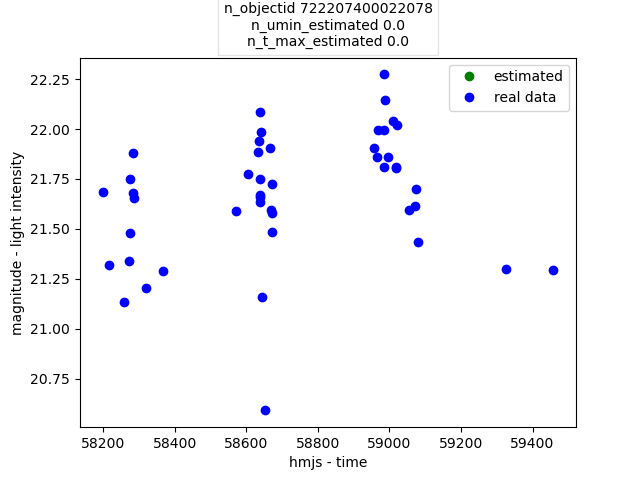 n_objectid 722207400022078
n_umin_estimated 0.0
n_t_max_estimated 0.0
estimated
real data
magnitude - light intensity
22.25
22.00
21.75
21.50
21.25
21.00
20.75
58200 58400 58600 58800 59000 59200 59400
hmjs - time